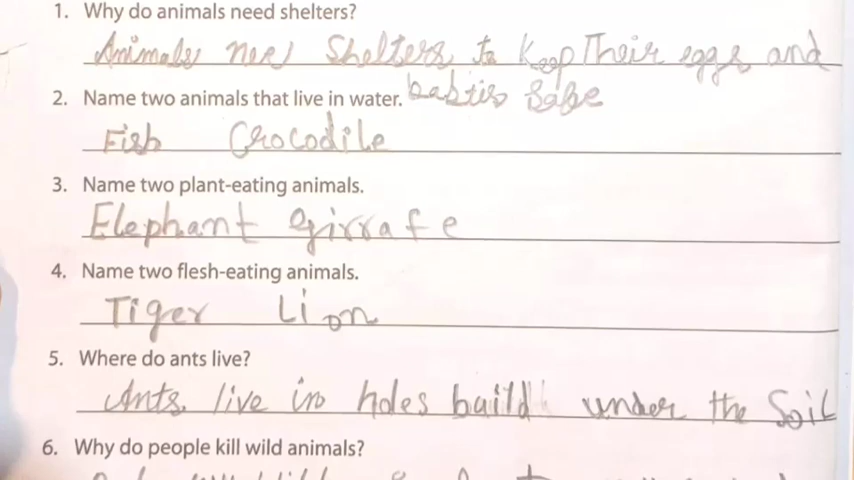 1. Why do animals need shelters?
Animals nee Shelters to keep Their eggs and
babtis Safe
2. Name two animals that live in water.
Fish Crocodile
3. Name two plant-eating animals.
Elephant girrafe
4. Name two flesh-eating animals.
Tiger Lion
5. Where do ants live?
Ants live in holes baild under the Soil
6. Why do people kill wild animals?